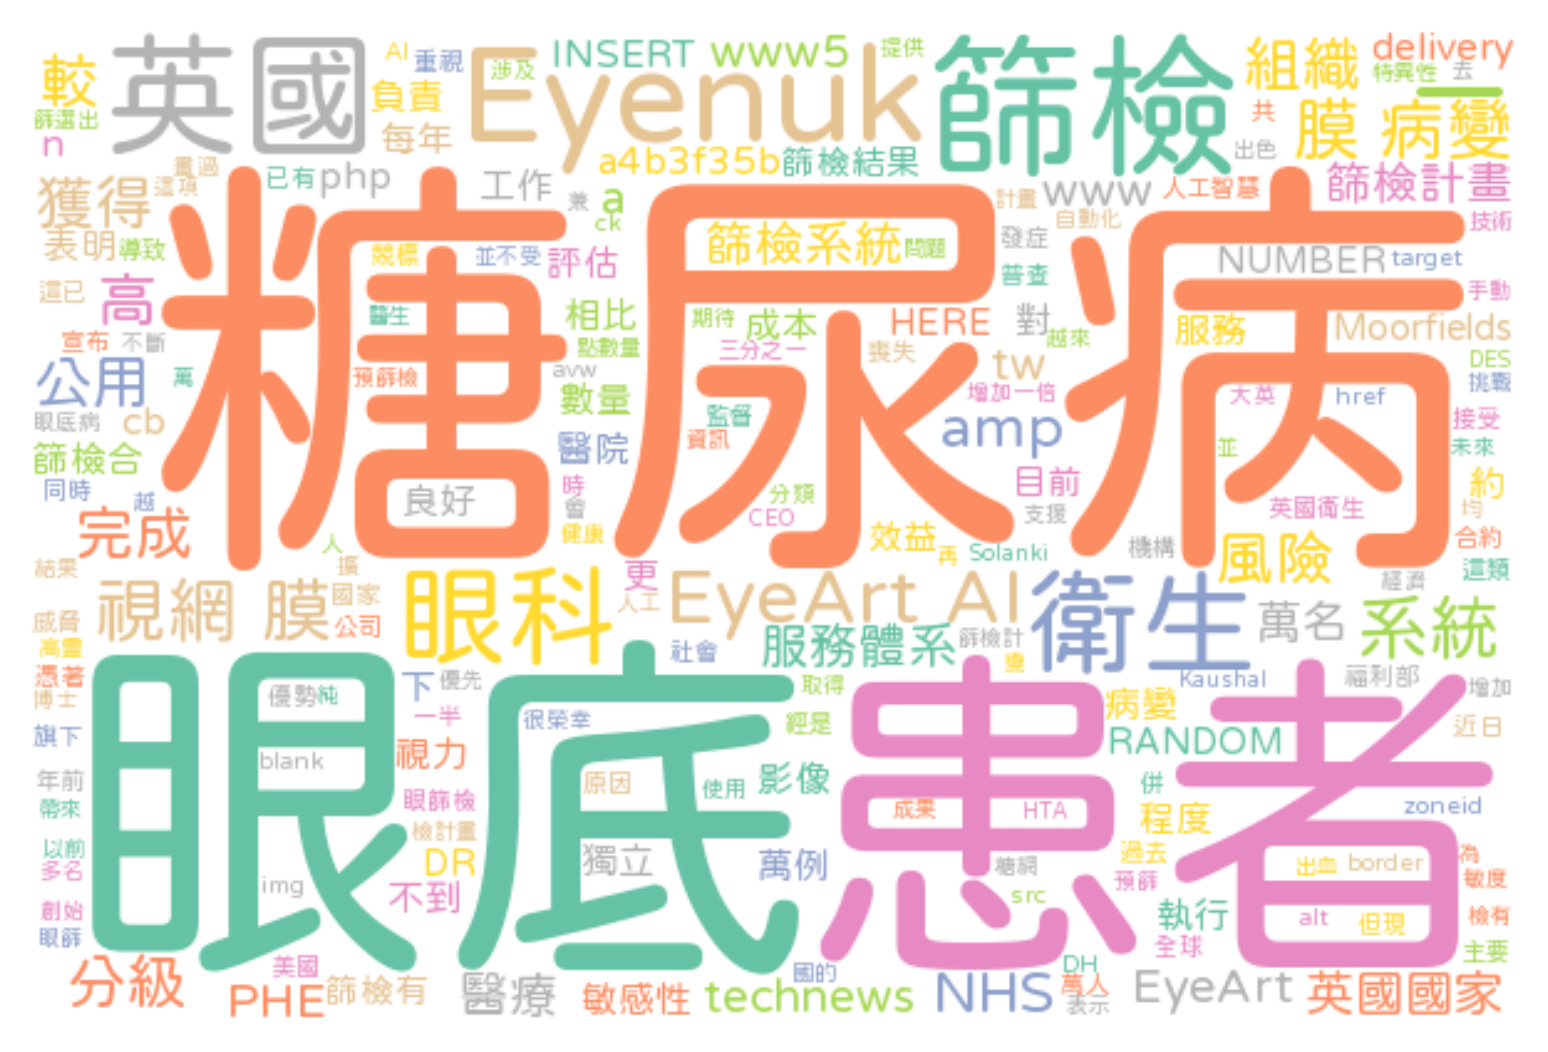 英國
Eyenuk
篩檢
較
AI
重視
涉及
INSERT
www5
提供
組織
delivery
特異性
去
篩選出
負責
膜 病變
共
n
每年
a4b3f35b
篩檢結果
出色
畫過
這項
已有
php
工作
兼
a
ck
計畫
www
人工智慧
篩檢計畫
獲得
糖尿病
自動化
技術
表明
導致
競標
並不受
評估
篩檢系統
問題
發症
普查
NUMBER
target
這已
高
醫生
相比
期待
成本
HERE
對
越來
服務
手動
Moorfields
宣布
不斷
點數量
三分之一
喪失
tw
DES
公用
萬
預篩檢
avw
數量
監督
增加一倍
大英
href
挑戰
眼底病
cb
醫院
資訊
amp
並
接受
未來
篩檢合
同時
越
良好
時
會
分類
CEO
目前
支援
英國衛生
約
均
完成
人
健康
效益
再
Solanki
機構
風險
合約
結果
擴
更
經濟
這類
視網 膜
國家
眼科
人工
EyeArt AI
衛生
萬名
系統
威脅
公司
高靈
社會
服務體系
篩檢計
變
憑著
博士
眼底
優勢
純
下
優先
取得
患者
Kaushal
福利部
增加
旗下
一半
很榮幸
經是
病變
近日
年前
blank
視力
原因
使用
影像
RANDOM
併
帶來
眼篩檢
成果
HTA
程度
zoneid
以前
多名
檢計畫
DR
獨立
萬例
糖網
過去
預篩
出血
border
為
敏度
img
不到
src
執行
alt
但現
檢有
創始
眼篩
全球
主要
分級
美國
PHE
篩檢有
醫療
敏感性
technews
國的
NHS
DH
萬人
表示
EyeArt
英國國家